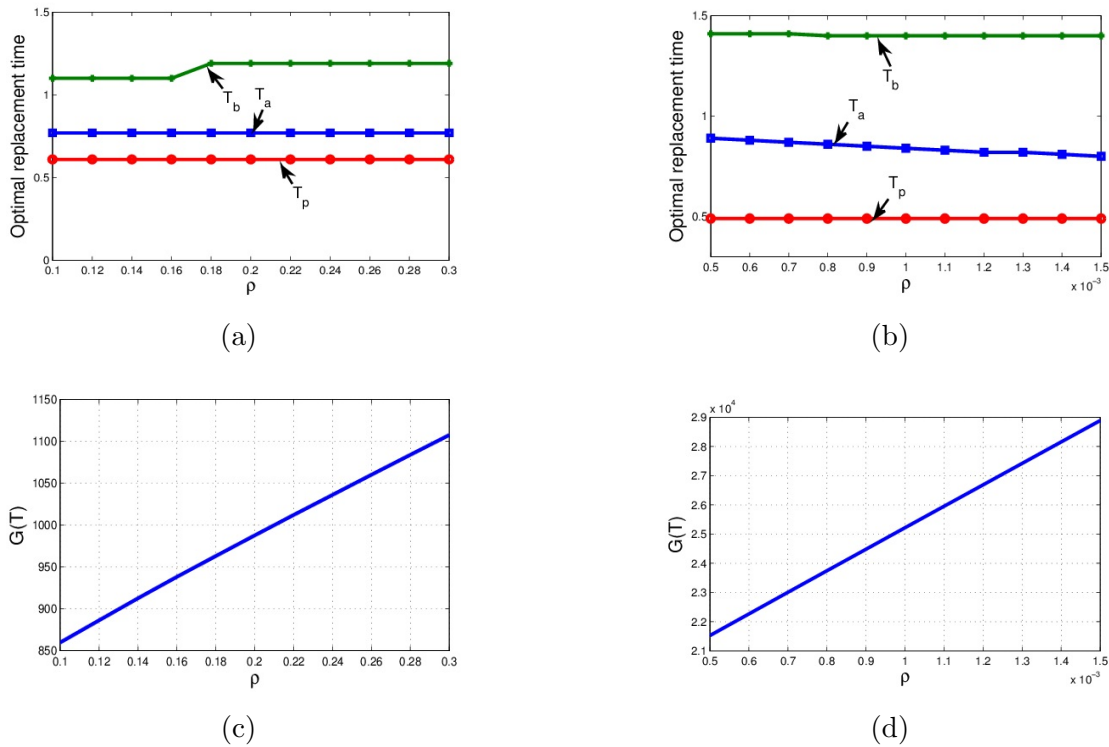 Optimal replacement time
1.5
1
0.5
0
T_b
T_a
T_p
0.1 0.12 0.14 0.16 0.18 0.2 0.22 0.24 0.26 0.28 0.3
ρ
(a)
Optimal replacement time
1.5
1
0.5
T_b
T_a
T_p
0.5 0.6 0.7 0.8 0.9 1 1.1 1.2 1.3 1.4 1.5
ρ
x 10⁻³
(b)
G(T)
1150
1100
1050
1000
950
900
850
0.1 0.12 0.14 0.16 0.18 0.2 0.22 0.24 0.26 0.28 0.3
ρ
(c)
x 10⁴
G(T)
2.9
2.8
2.7
2.6
2.5
2.4
2.3
2.2
2.1
0.5 0.6 0.7 0.8 0.9 1 1.1 1.2 1.3 1.4 1.5
ρ
x 10⁻³
(d)